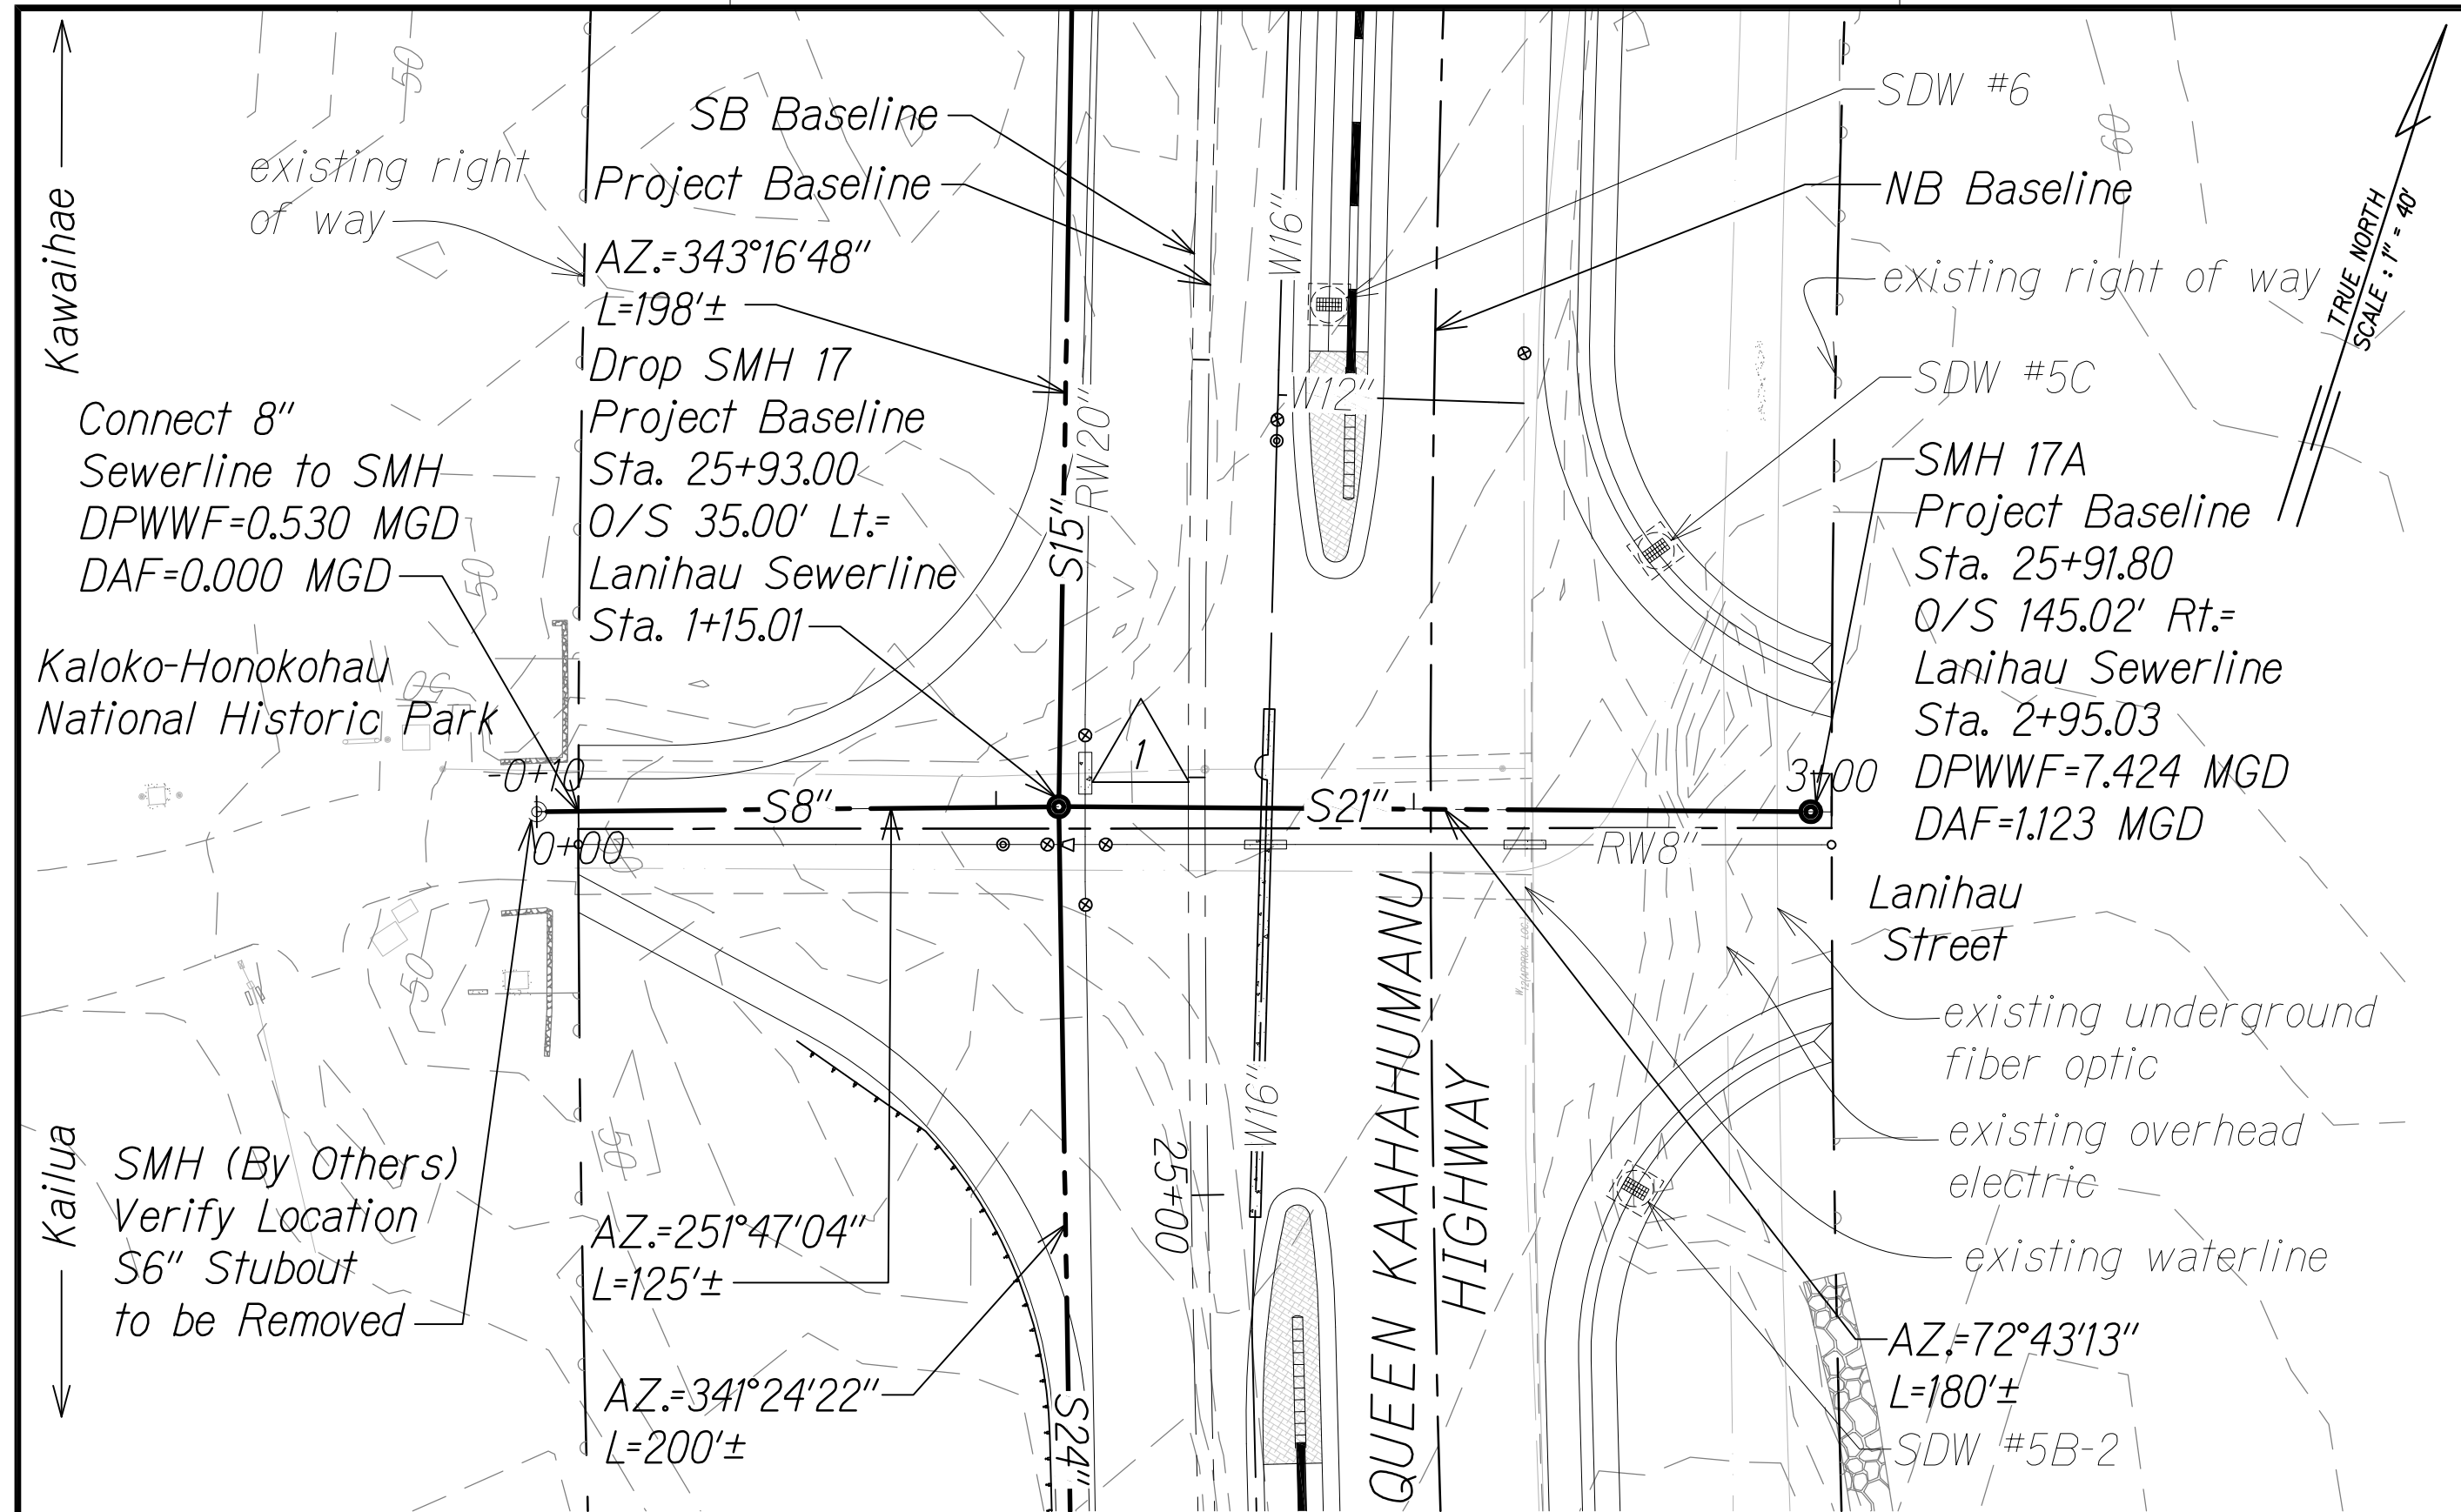 Kawaihae
existing right
of way
50
SB Baseline
Project Baseline
AZ.=343°16'48"
L=198'±
Drop SMH 17
Project Baseline
Sta. 25+93.00
O/S 35.00' Lt.=
Lanihau Sewerline
Sta. 1+15.01
Connect 8"
Sewerline to SMH
DPWWF=0.530 MGD
DAF=0.000 MGD
50
Kaloko-Honokohau
National Historic Park
50
-0+10
0+00
S8"
S15"
RW20"
W16"
W12"
1
S21"
RW8"
3+00
SDW #6
NB Baseline
existing right of way
60
TRUE NORTH
SCALE : 1" = 40'
SDW #5C
SMH 17A
Project Baseline
Sta. 25+91.80
O/S 145.02' Rt.=
Lanihau Sewerline
Sta. 2+95.03
DPWWF=7.424 MGD
DAF=1.123 MGD
Lanihau
Street
existing underground
fiber optic
existing overhead
electric
existing waterline
AZ.=72°43'13"
L=180'±
SDW #5B-2
QUEEN KAAHAHUMANU
HIGHWAY
W16"
25+00
50
50
Kailua
SMH (By Others)
Verify Location
S6" Stubout
to be Removed
AZ.=251°47'04"
L=125'±
AZ.=341°24'22"
L=200'±
S24"